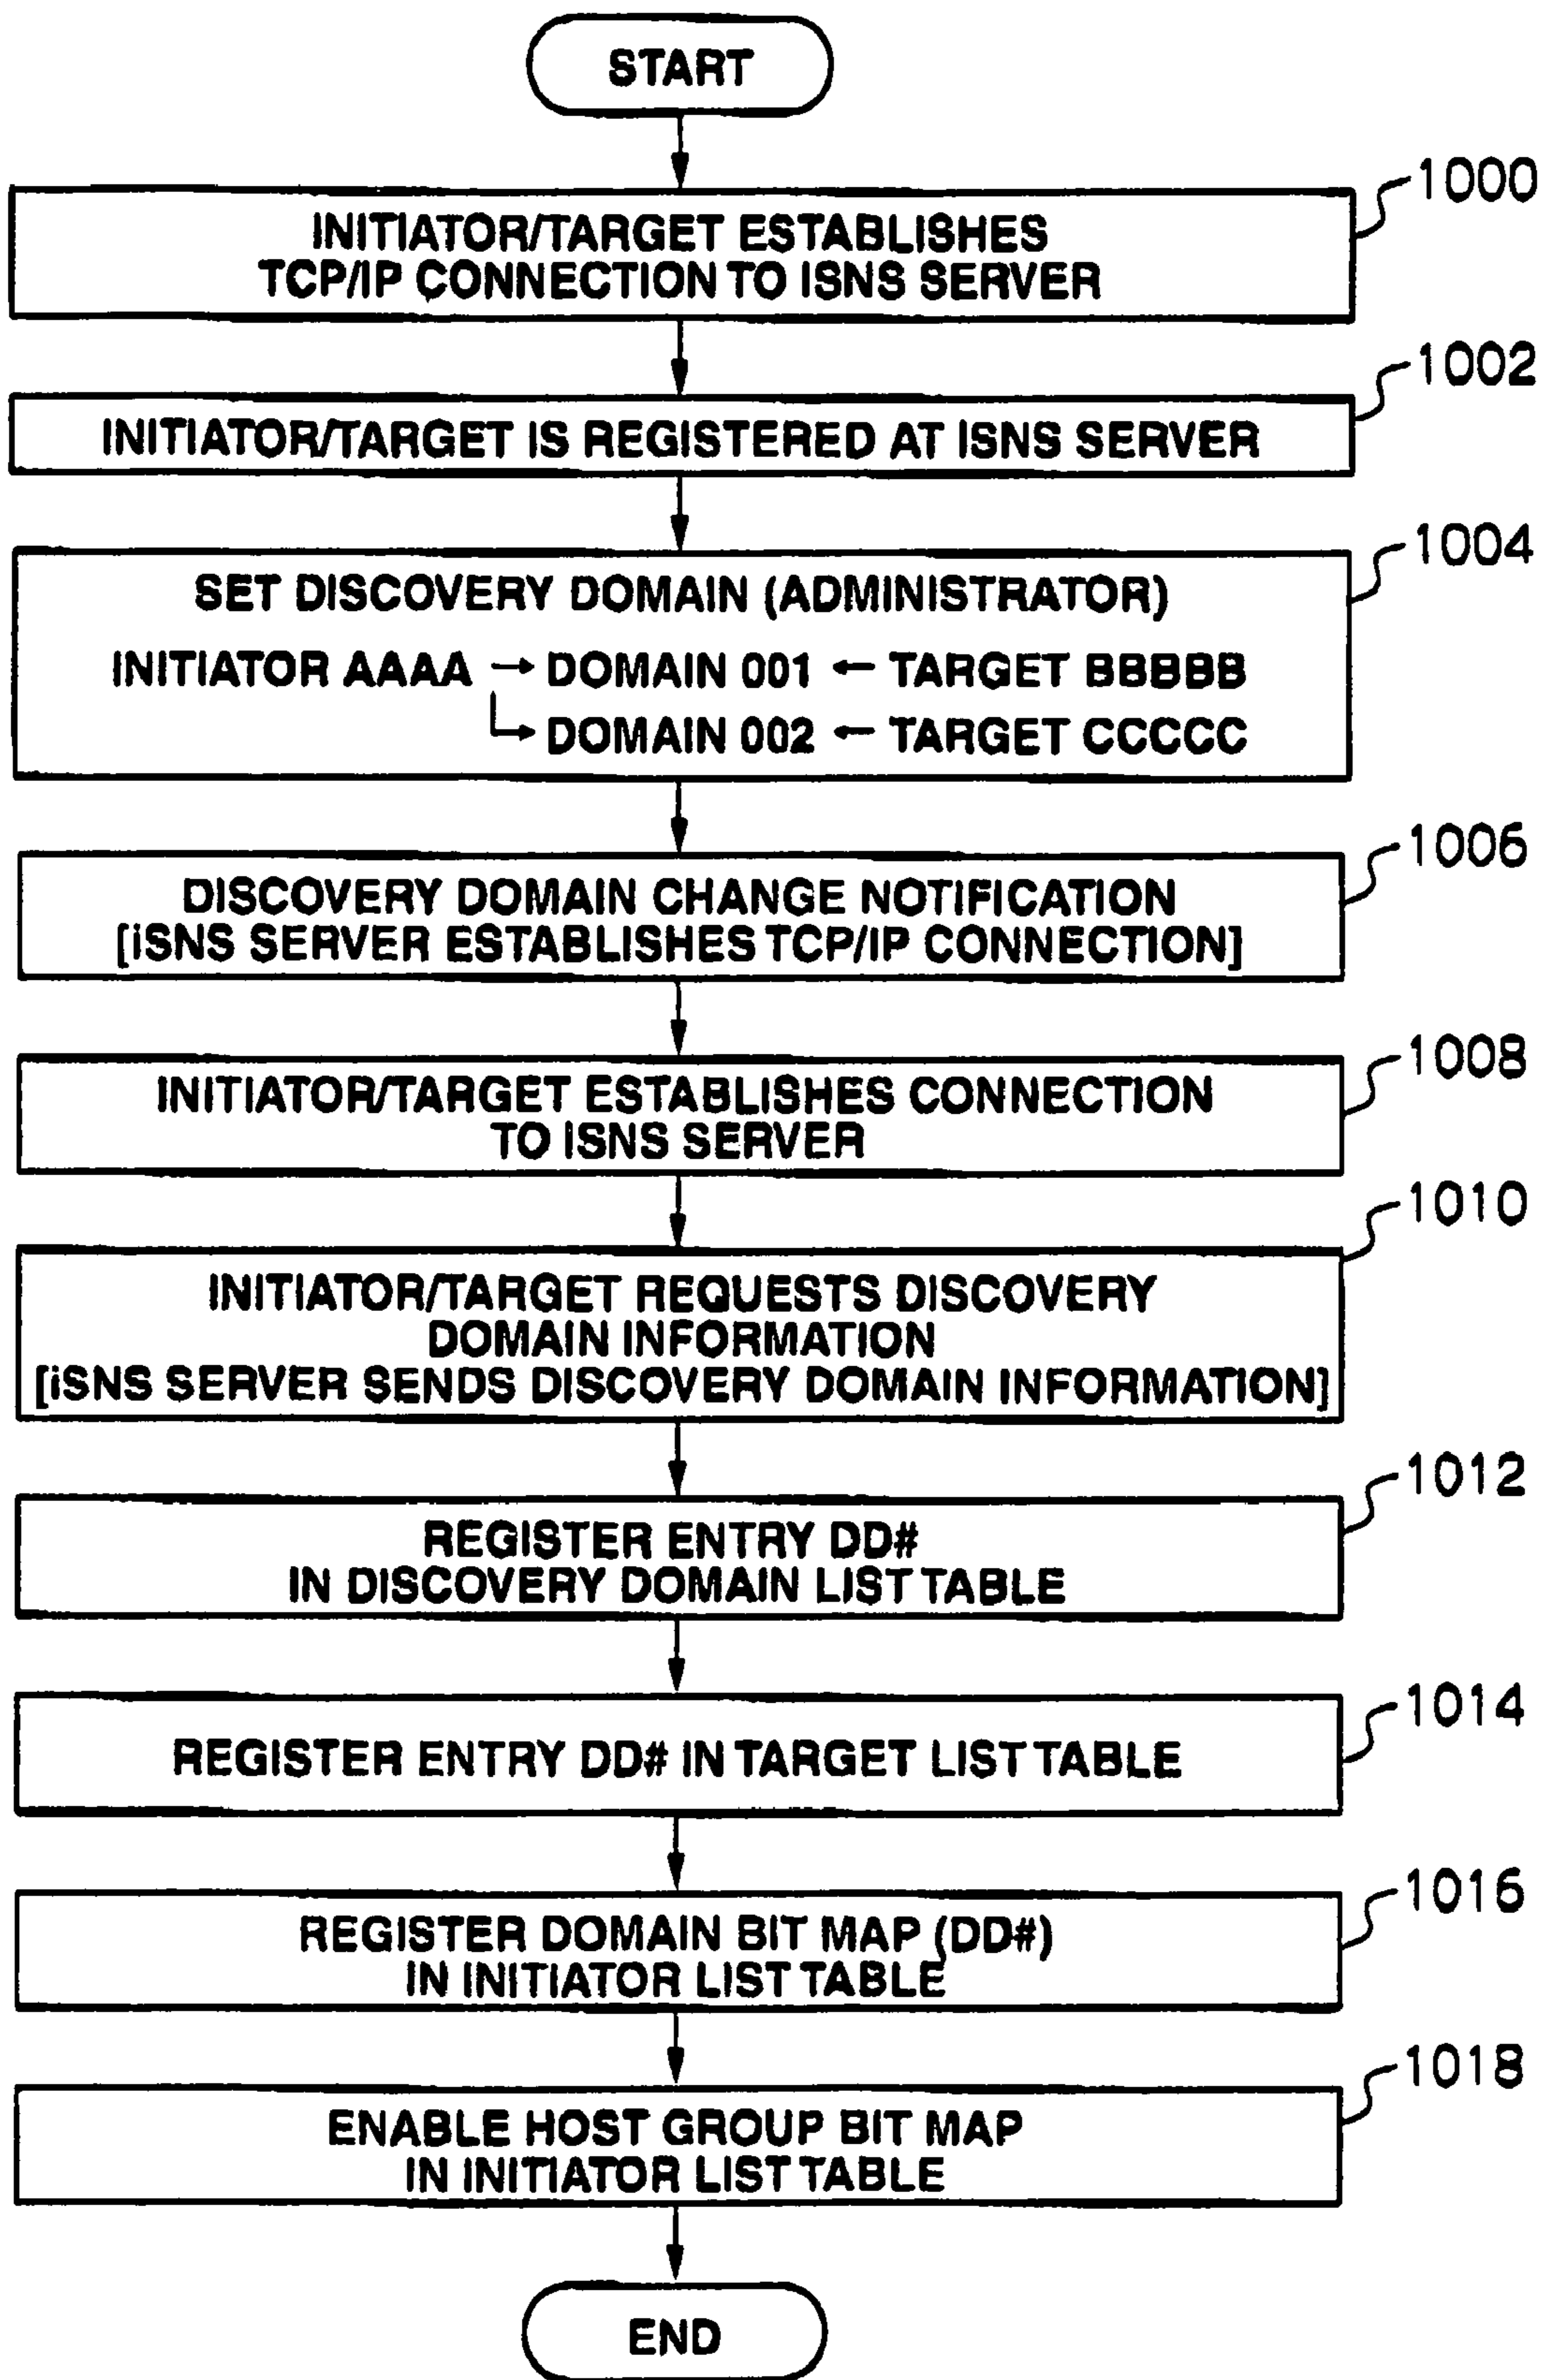 START
1000
INITIATOR/TARGET ESTABLISHES
TCP/IP CONNECTION TO ISNS SERVER
1002
INITIATOR/TARGET IS REGISTERED AT ISNS SERVER
1004
SET DISCOVERY DOMAIN (ADMINISTRATOR)
INITIATOR AAAA → DOMAIN 001 ← TARGET BBBBB
DOMAIN 002 ← TARGET CCCCC
1006
DISCOVERY DOMAIN CHANGE NOTIFICATION
[iSNS SERVER ESTABLISHES TCP/IP CONNECTION]
1008
INITIATOR/TARGET ESTABLISHES CONNECTION
TO ISNS SERVER
1010
INITIATOR/TARGET REQUESTS DISCOVERY
DOMAIN INFORMATION
[iSNS SERVER SENDS DISCOVERY DOMAIN INFORMATION]
1012
REGISTER ENTRY DD#
IN DISCOVERY DOMAIN LIST TABLE
1014
REGISTER ENTRY DD# IN TARGET LIST TABLE
1016
REGISTER DOMAIN BIT MAP (DD#)
IN INITIATOR LIST TABLE
1018
ENABLE HOST GROUP BIT MAP
IN INITIATOR LIST TABLE
END